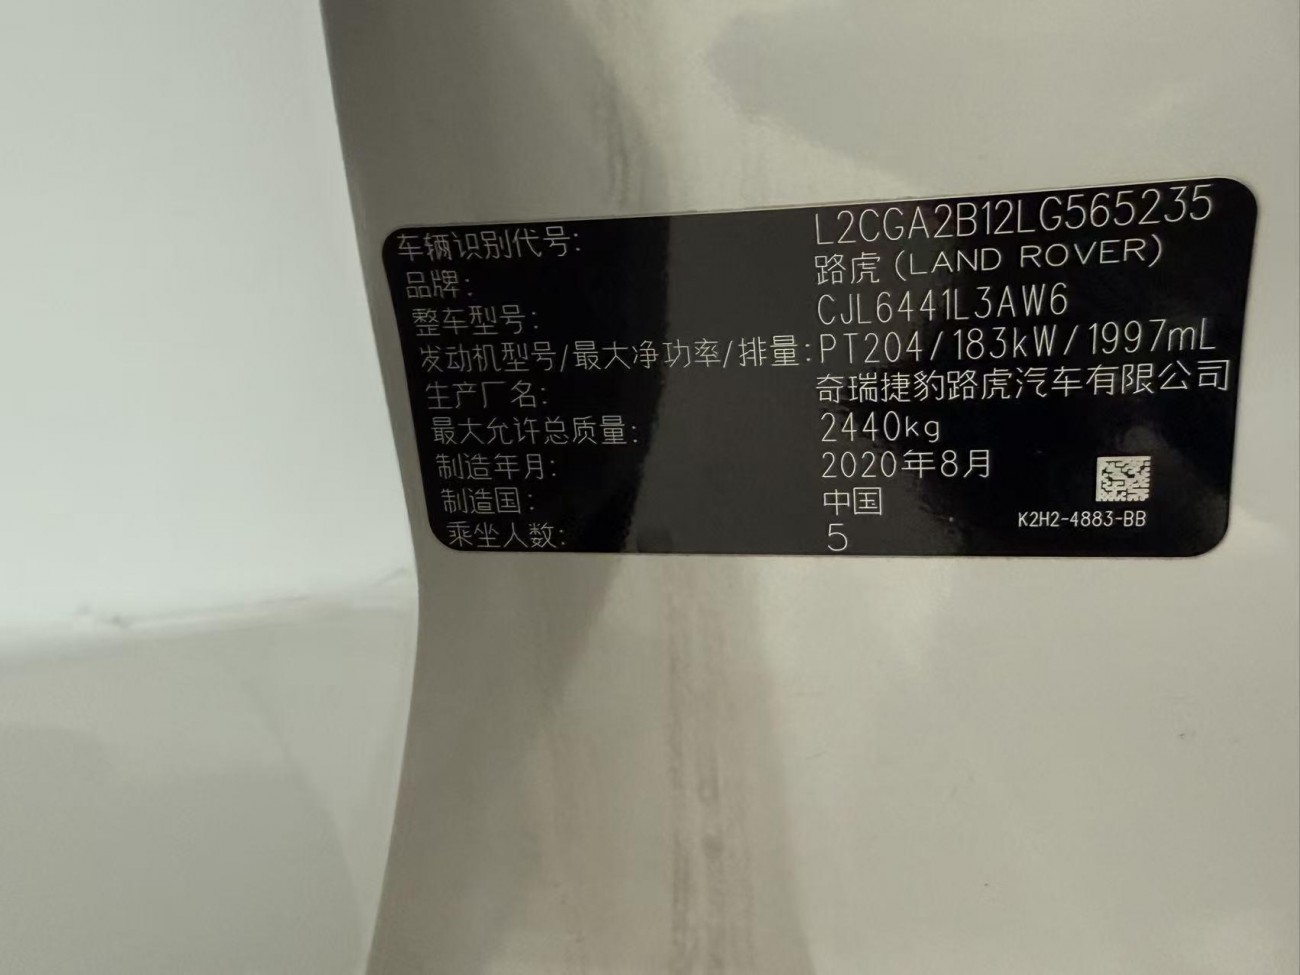 车辆识别代号: L2CGA2B12LG565235
品牌: 路虎 (LAND ROVER)
整车型号: CJL6441L3AW6
发动机型号/最大净功率/排量: PT204/183kW/1997mL
生产厂名: 奇瑞捷豹路虎汽车有限公司
最大允许总质量: 2440kg
制造年月: 2020年8月
制造国: 中国
乘坐人数: 5
K2H2-4883-BB